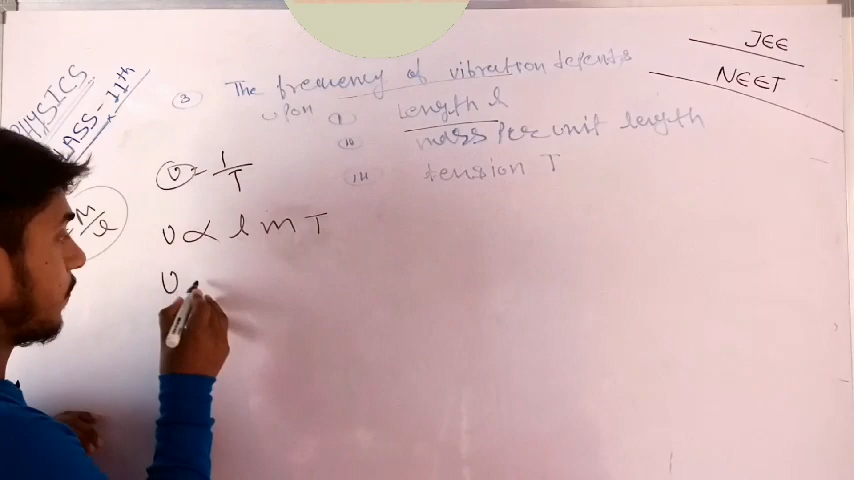 JEE
NEET
PHYSICS
CLASS-11th
③ The frequency of vibration depends
upon (i) Length l
(ii) mass per unit length
(iii) tension T
υ = 1/T
M/l
υ ∝ l m T
υ